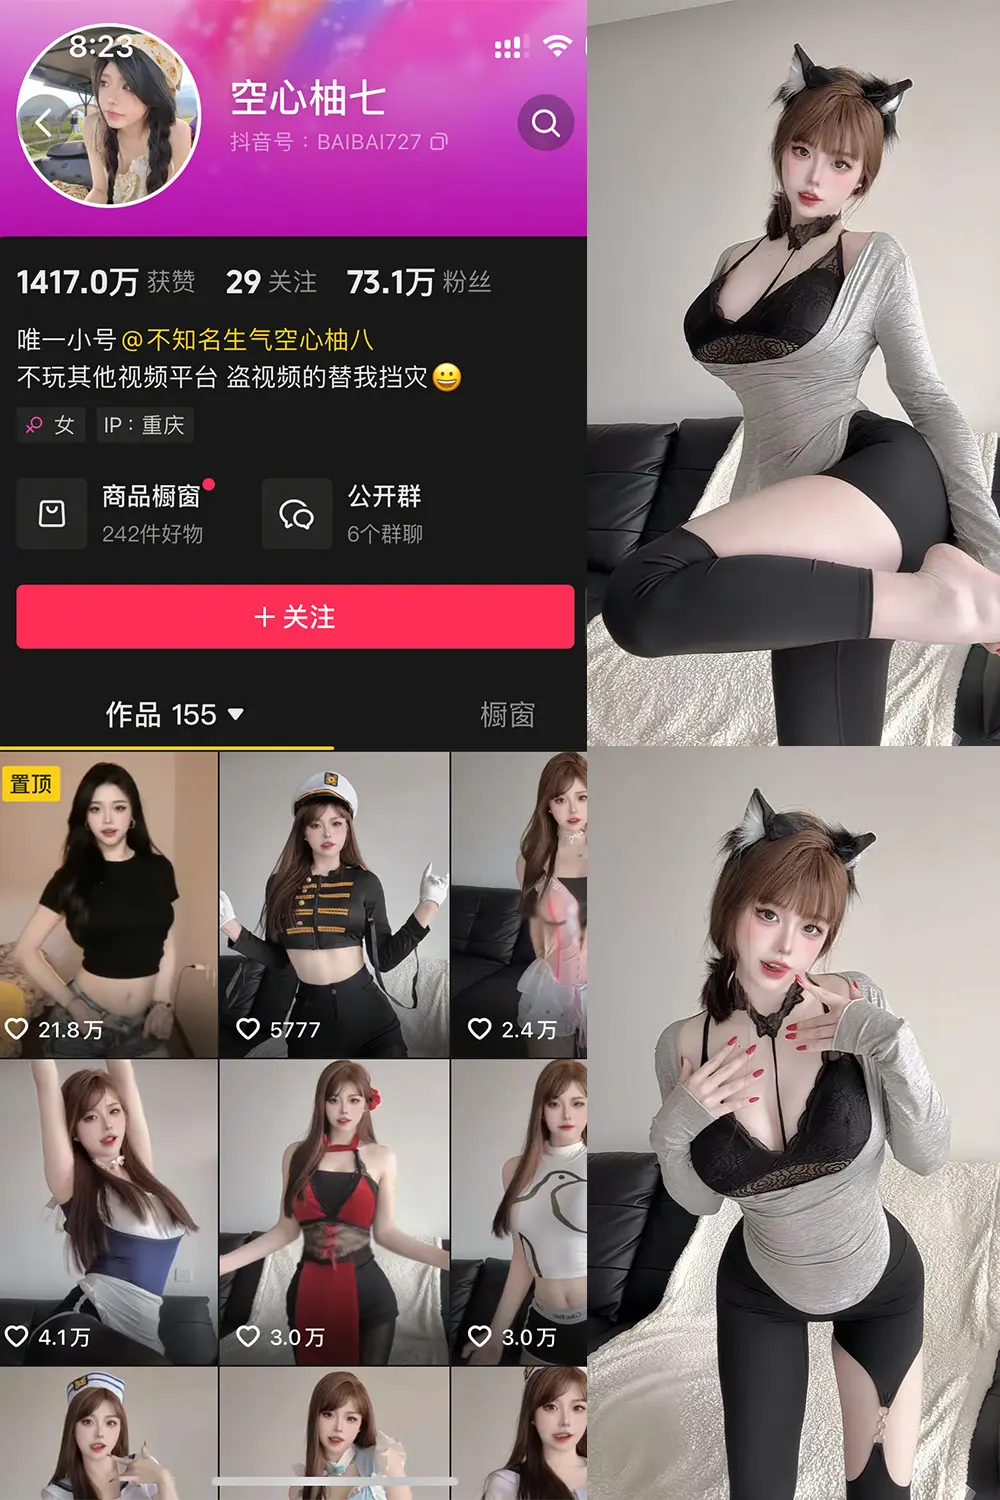 8:23
空心柚七
抖音号：BAIBAI727
1417.0万 获赞 29 关注 73.1万 粉丝
唯一小号@不知名生气空心柚八
不玩其他视频平台 盗视频的替我挡灾😀
女 IP：重庆
商品橱窗 公开群
242件好物 6个群聊
+ 关注
作品 155 橱窗
置顶
21.8万 5777 2.4万
4.1万 3.0万 3.0万